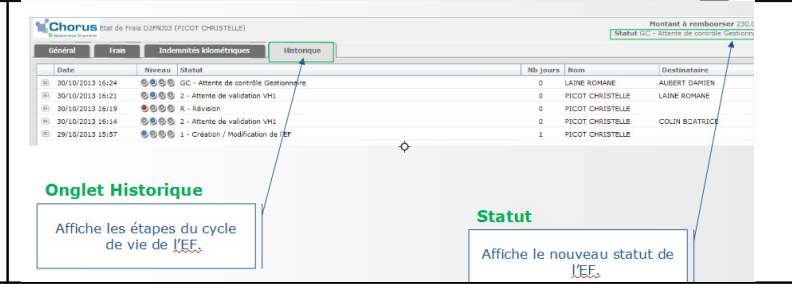 Chorus Etat de Frais D2PN003 (PICOT CHRISTELLE)
Montant à rembourser 230.0
Statut GC - Attente de contrôle Gestionn
Général Frais Indemnités kilométriques Historique
Date Niveau Statut Nb jours Nom Destinataire
30/10/2013 16:24 GC - Attente de contrôle Gestionnaire 0 LAINE ROMANE AUBERT DAMIEN
30/10/2013 16:21 2 - Attente de validation VH1 0 PICOT CHRISTELLE LAINE ROMANE
30/10/2013 16:19 R - Révision 0 PICOT CHRISTELLE
30/10/2013 16:14 2 - Attente de validation VH1 0 PICOT CHRISTELLE COLIN BEATRICE
29/10/2013 15:57 1 - Création / Modification de l'EF 1 PICOT CHRISTELLE
Onglet Historique
Affiche les étapes du cycle
de vie de l'EF.
Statut
Affiche le nouveau statut de
l'EF.